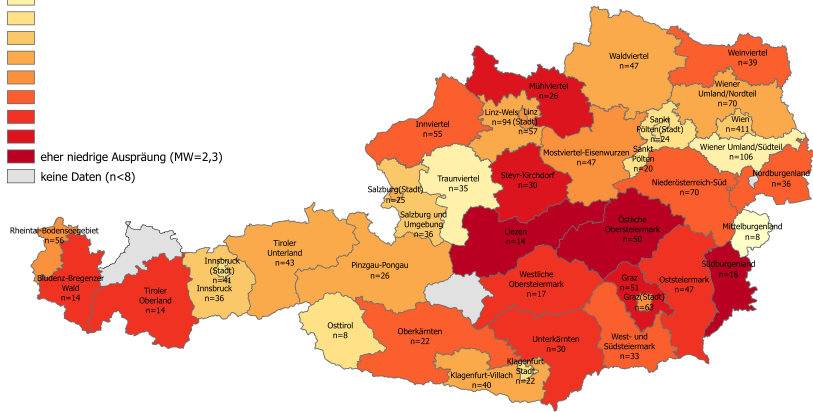 eher niedrige Auspräung (MW=2,3)
keine Daten (n<8)
Waldviertel
n=47
Weinviertel
n=39
Mühlviertel
n=26
Wiener
Umland/Nordteil
n=70
Linz-Wels
n=94
Linz
(Stadt)
n=57
Innviertel
n=55
Sankt
Pölten(Stadt)
n=24
Wien
n=411
Sankt
Pölten
n=20
Wiener Umland/Südteil
n=106
Mostviertel-Eisenwurzen
n=47
Traunviertel
n=35
Steyr-Kirchdorf
n=30
Niederösterreich-Süd
n=70
Nordburgenland
n=36
Salzburg(Stadt)
n=25
Salzburg und
Umgebung
n=36
Liezen
n=14
Östliche
Obersteiermark
n=50
Mittelburgenland
n=8
Rheintal-Bodenseegebiet
n=56
Tiroler
Unterland
n=43
Innsbruck
(Stadt)
n=41
Innsbruck
n=36
Pinzgau-Pongau
n=26
Südburgenland
n=18
Bludenz-Bregenzer
Wald
n=14
Tiroler
Oberland
n=14
Westliche
Obersteiermark
n=17
Graz
n=51
Graz(Stadt)
n=63
Oststeiermark
n=47
Osttirol
n=8
Oberkärnten
n=22
Unterkärnten
n=30
West- und
Südsteiermark
n=33
Klagenfurt
Stadt
n=22
Klagenfurt-Villach
n=40